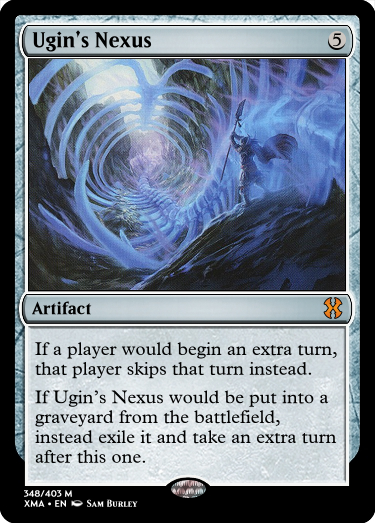 Ugin's Nexus 5
Artifact
If a player would begin an extra turn,
that player skips that turn instead.
If Ugin's Nexus would be put into a
graveyard from the battlefield,
instead exile it and take an extra turn
after this one.
348/403 M
XMA • EN Sam Burley